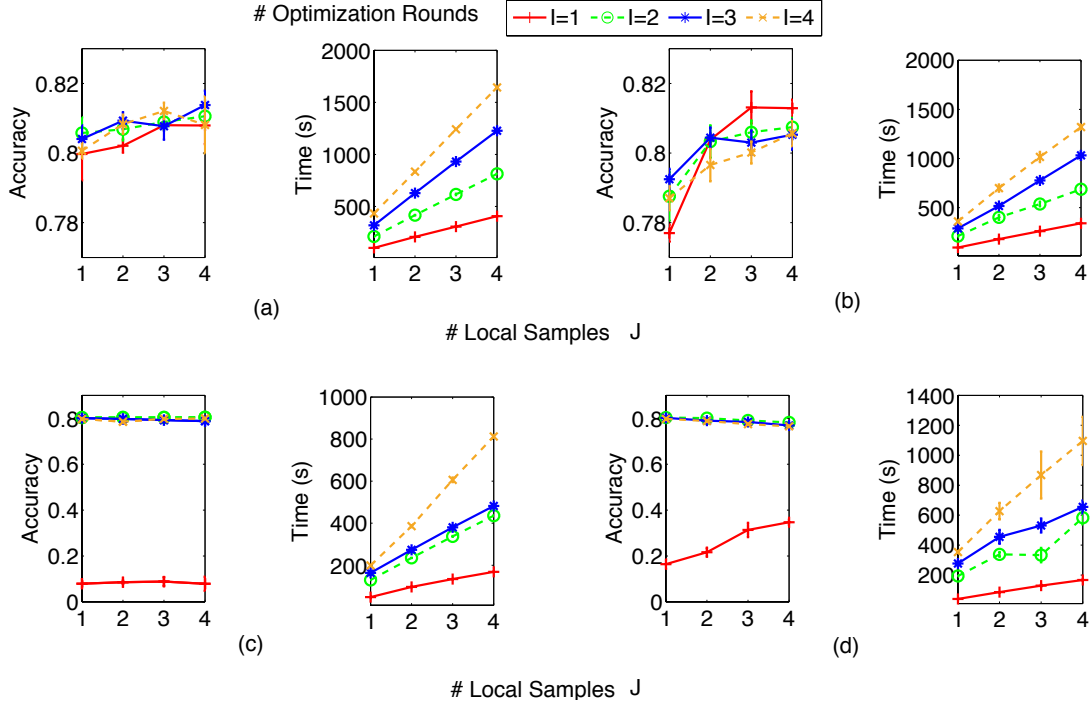 # Optimization Rounds
I=1 I=2 I=3 I=4
Accuracy
0.82
0.8
0.78
1 2 3 4
Time (s)
2000
1500
1000
500
1 2 3 4
(a)
Accuracy
0.82
0.8
0.78
1 2 3 4
Time (s)
2000
1500
1000
500
1 2 3 4
(b)
# Local Samples J
Accuracy
0.8
0.6
0.4
0.2
0
1 2 3 4
Time (s)
1000
800
600
400
200
1 2 3 4
(c)
Accuracy
0.8
0.6
0.4
0.2
0
1 2 3 4
Time (s)
1400
1200
1000
800
600
400
200
1 2 3 4
(d)
# Local Samples J